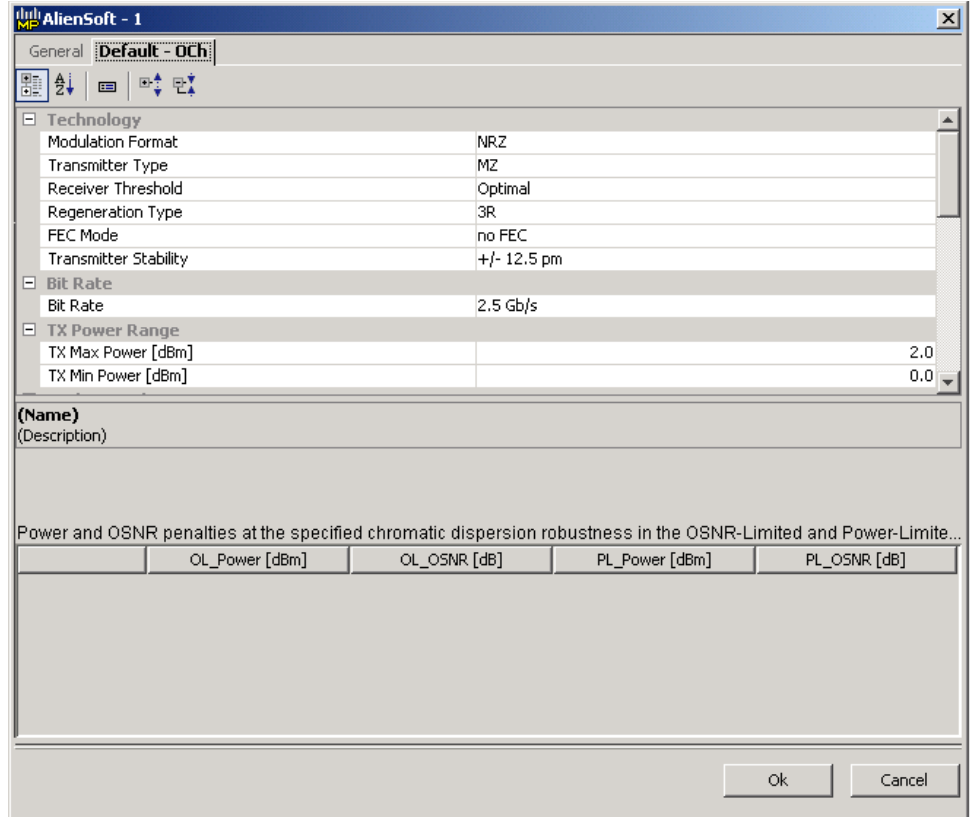 AlienSoft - 1
General Default - OCh
Technology
Modulation Format NRZ
Transmitter Type MZ
Receiver Threshold Optimal
Regeneration Type 3R
FEC Mode no FEC
Transmitter Stability +/- 12.5 pm
Bit Rate
Bit Rate 2.5 Gb/s
TX Power Range
TX Max Power [dBm] 2.0
TX Min Power [dBm] 0.0
(Name)
(Description)
Power and OSNR penalties at the specified chromatic dispersion robustness in the OSNR-Limited and Power-Limite...
OL_Power [dBm] OL_OSNR [dB] PL_Power [dBm] PL_OSNR [dB]
Ok Cancel